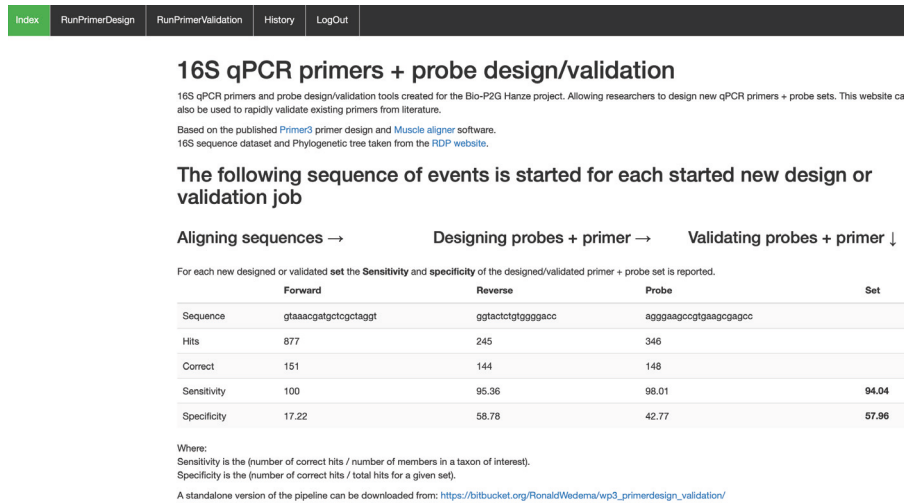 Index RunPrimerDesign RunPrimerValidation History LogOut
16S qPCR primers + probe design/validation
16S qPCR primers and probe design/validation tools created for the Bio-P2G Hanze project. Allowing researchers to design new qPCR primers + probe sets. This website ca
also be used to rapidly validate existing primers from literature.
Based on the published Primer3 primer design and Muscle aligner software.
16S sequence dataset and Phylogenetic tree taken from the RDP website.
The following sequence of events is started for each started new design or
validation job
Aligning sequences → Designing probes + primer → Validating probes + primer ↓
For each new designed or validated set the Sensitivity and specificity of the designed/validated primer + probe set is reported.
Forward Reverse Probe Set
Sequence gtaaacgatgctcgctaggt ggtactctgtggggacc agggaagccgtgaagcgagcc
Hits 877 245 346
Correct 151 144 148
Sensitivity 100 95.36 98.01 94.04
Specificity 17.22 58.78 42.77 57.96
Where:
Sensitivity is the (number of correct hits / number of members in a taxon of interest).
Specificity is the (number of correct hits / total hits for a given set).
A standalone version of the pipeline can be downloaded from: https://bitbucket.org/RonaldWedema/wp3_primerdesign_validation/